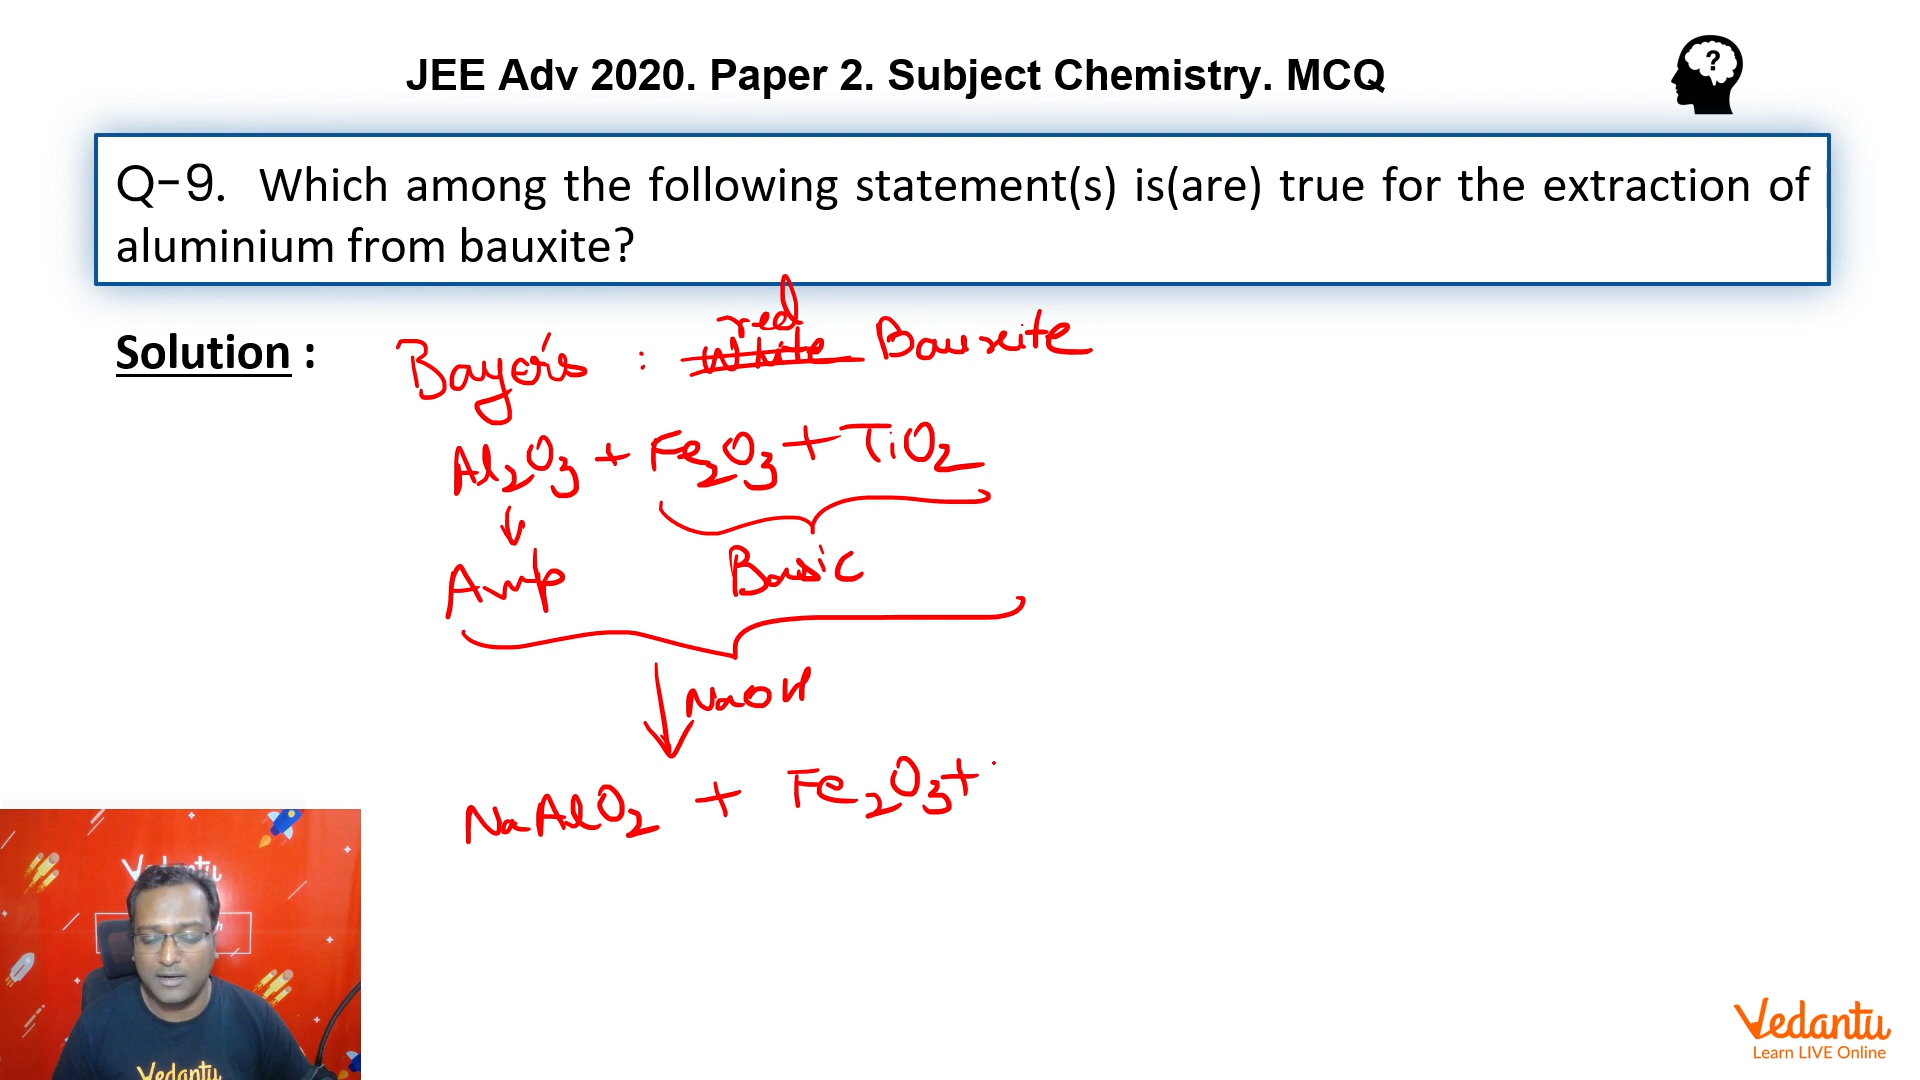 JEE Adv 2020. Paper 2. Subject Chemistry. MCQ
?
Q-9. Which among the following statement(s) is(are) true for the extraction of
aluminium from bauxite?
red
Solution : Bayer's : White Bauxite
Al2O3 + Fe2O3 + TiO2
Amp Basic
NaOH
NaAlO2 + Fe2O3 +
Vedantu
Vedantu
Vedantu
Learn LIVE Online